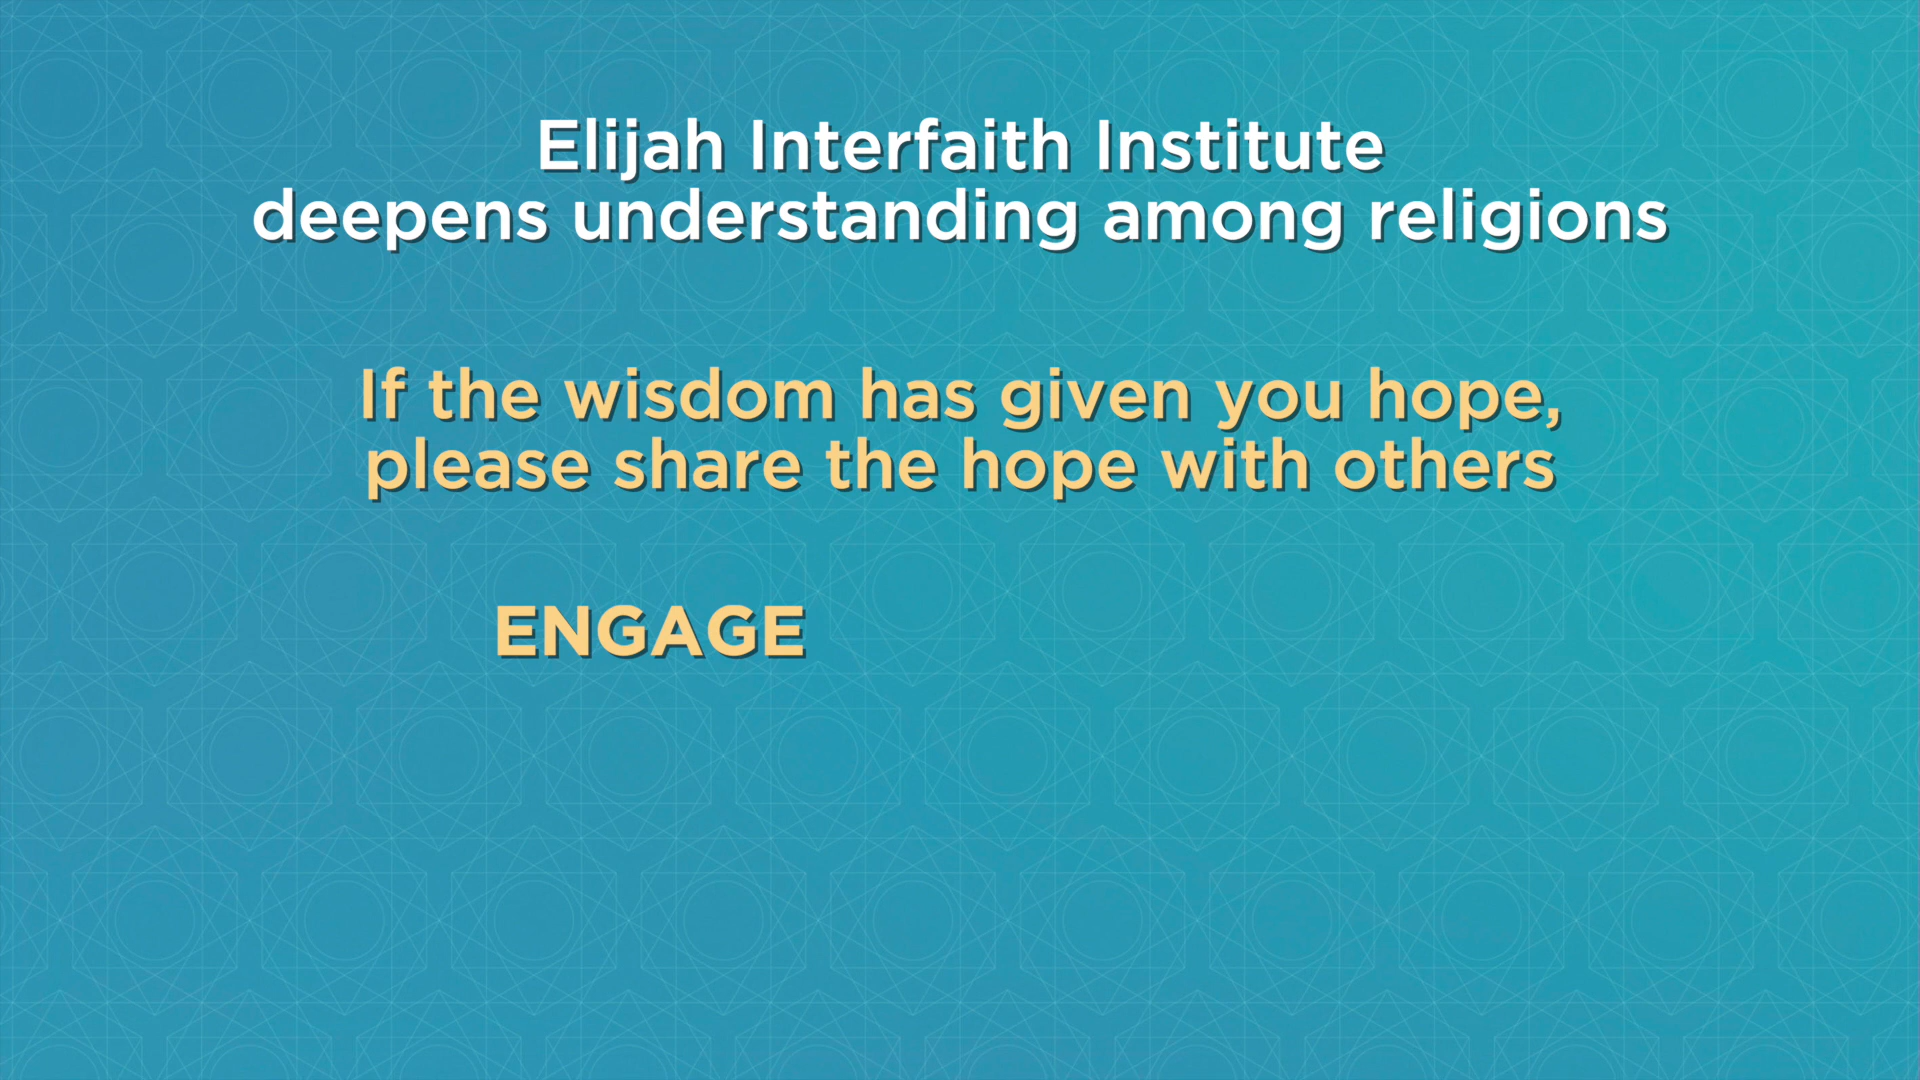 Elijah Interfaith Institute
deepens understanding among religions
If the wisdom has given you hope,
please share the hope with others
ENGAGE